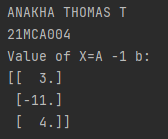 ANAKHA THOMAS T
21MCA004
Value of X=A -1 b:
[[  3.]
 [-11.]
 [  4.]]